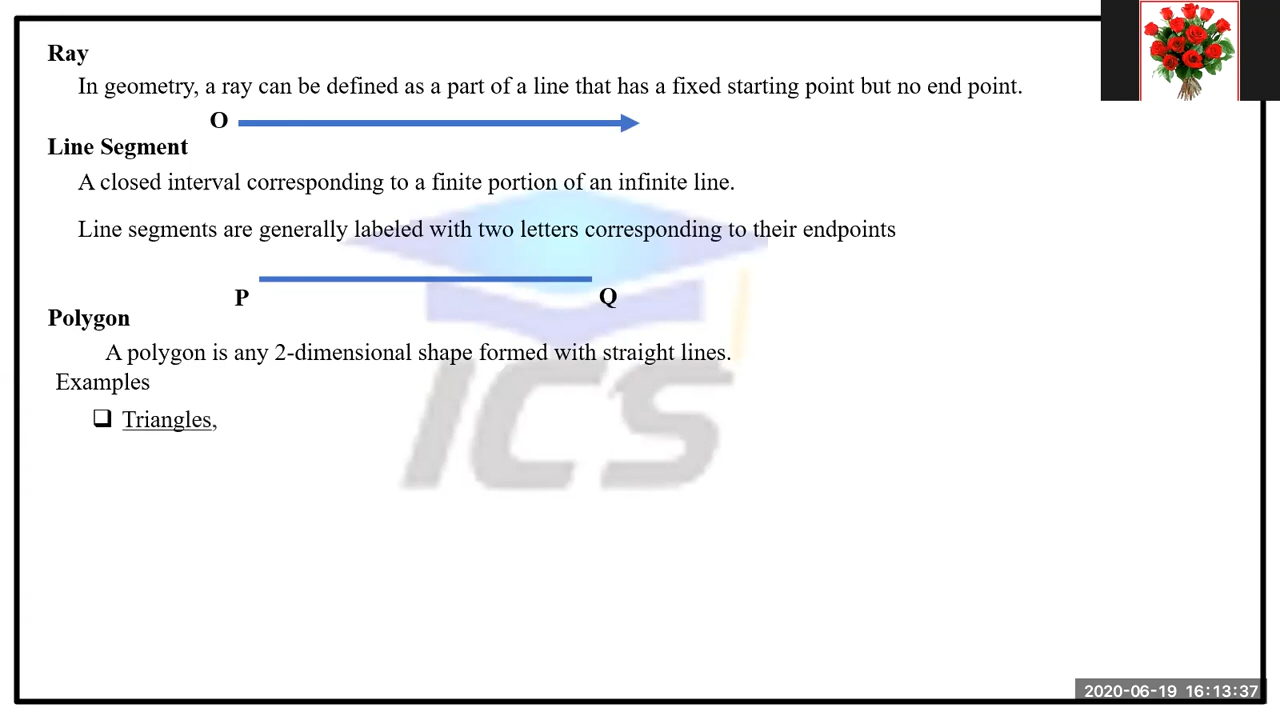 Ray
In geometry, a ray can be defined as a part of a line that has a fixed starting point but no end point.
O
Line Segment
A closed interval corresponding to a finite portion of an infinite line.
Line segments are generally labeled with two letters corresponding to their endpoints
P Q
Polygon
A polygon is any 2-dimensional shape formed with straight lines.
Examples
❑ Triangles,
ICS
2020-06-19 16:13:37